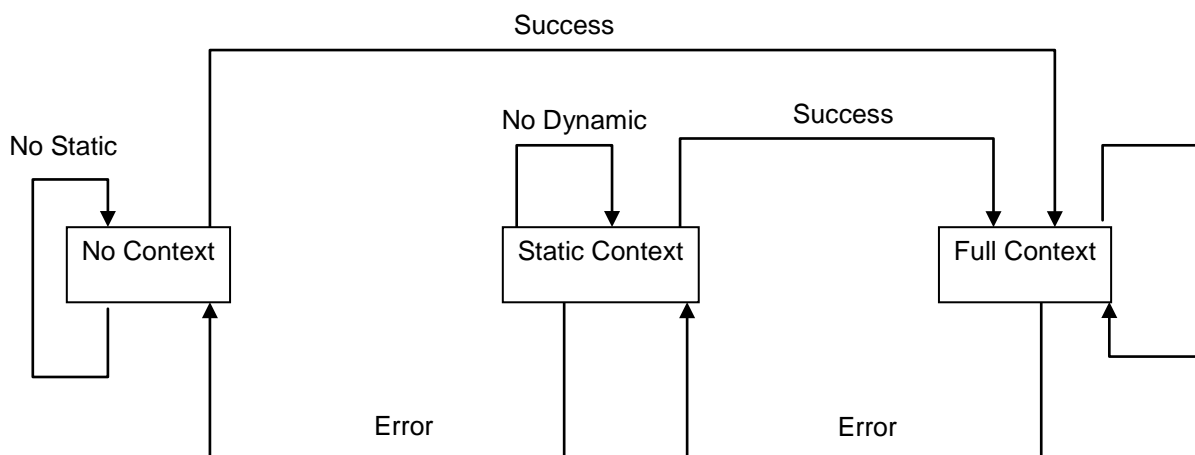 Success
No Dynamic
Success
No Static
No Context
Static Context
Full Context
Error
Error